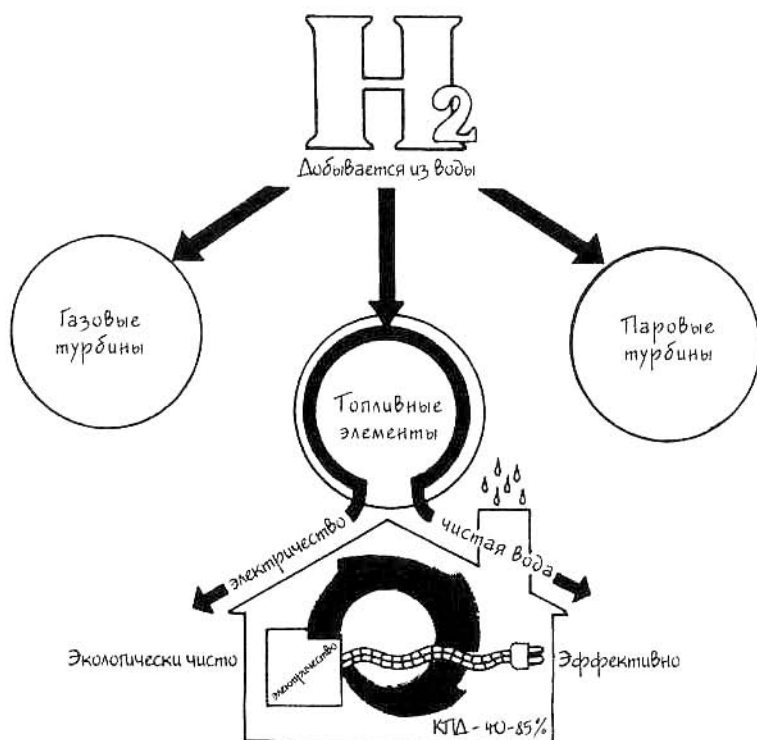 H2
Добывается из воды
Газовые
турбины
Паровые
турбины
Топливные
элементы
электричество
чистая вода
Экологически чисто
электричество
Эффективно
КПД - 40-85%